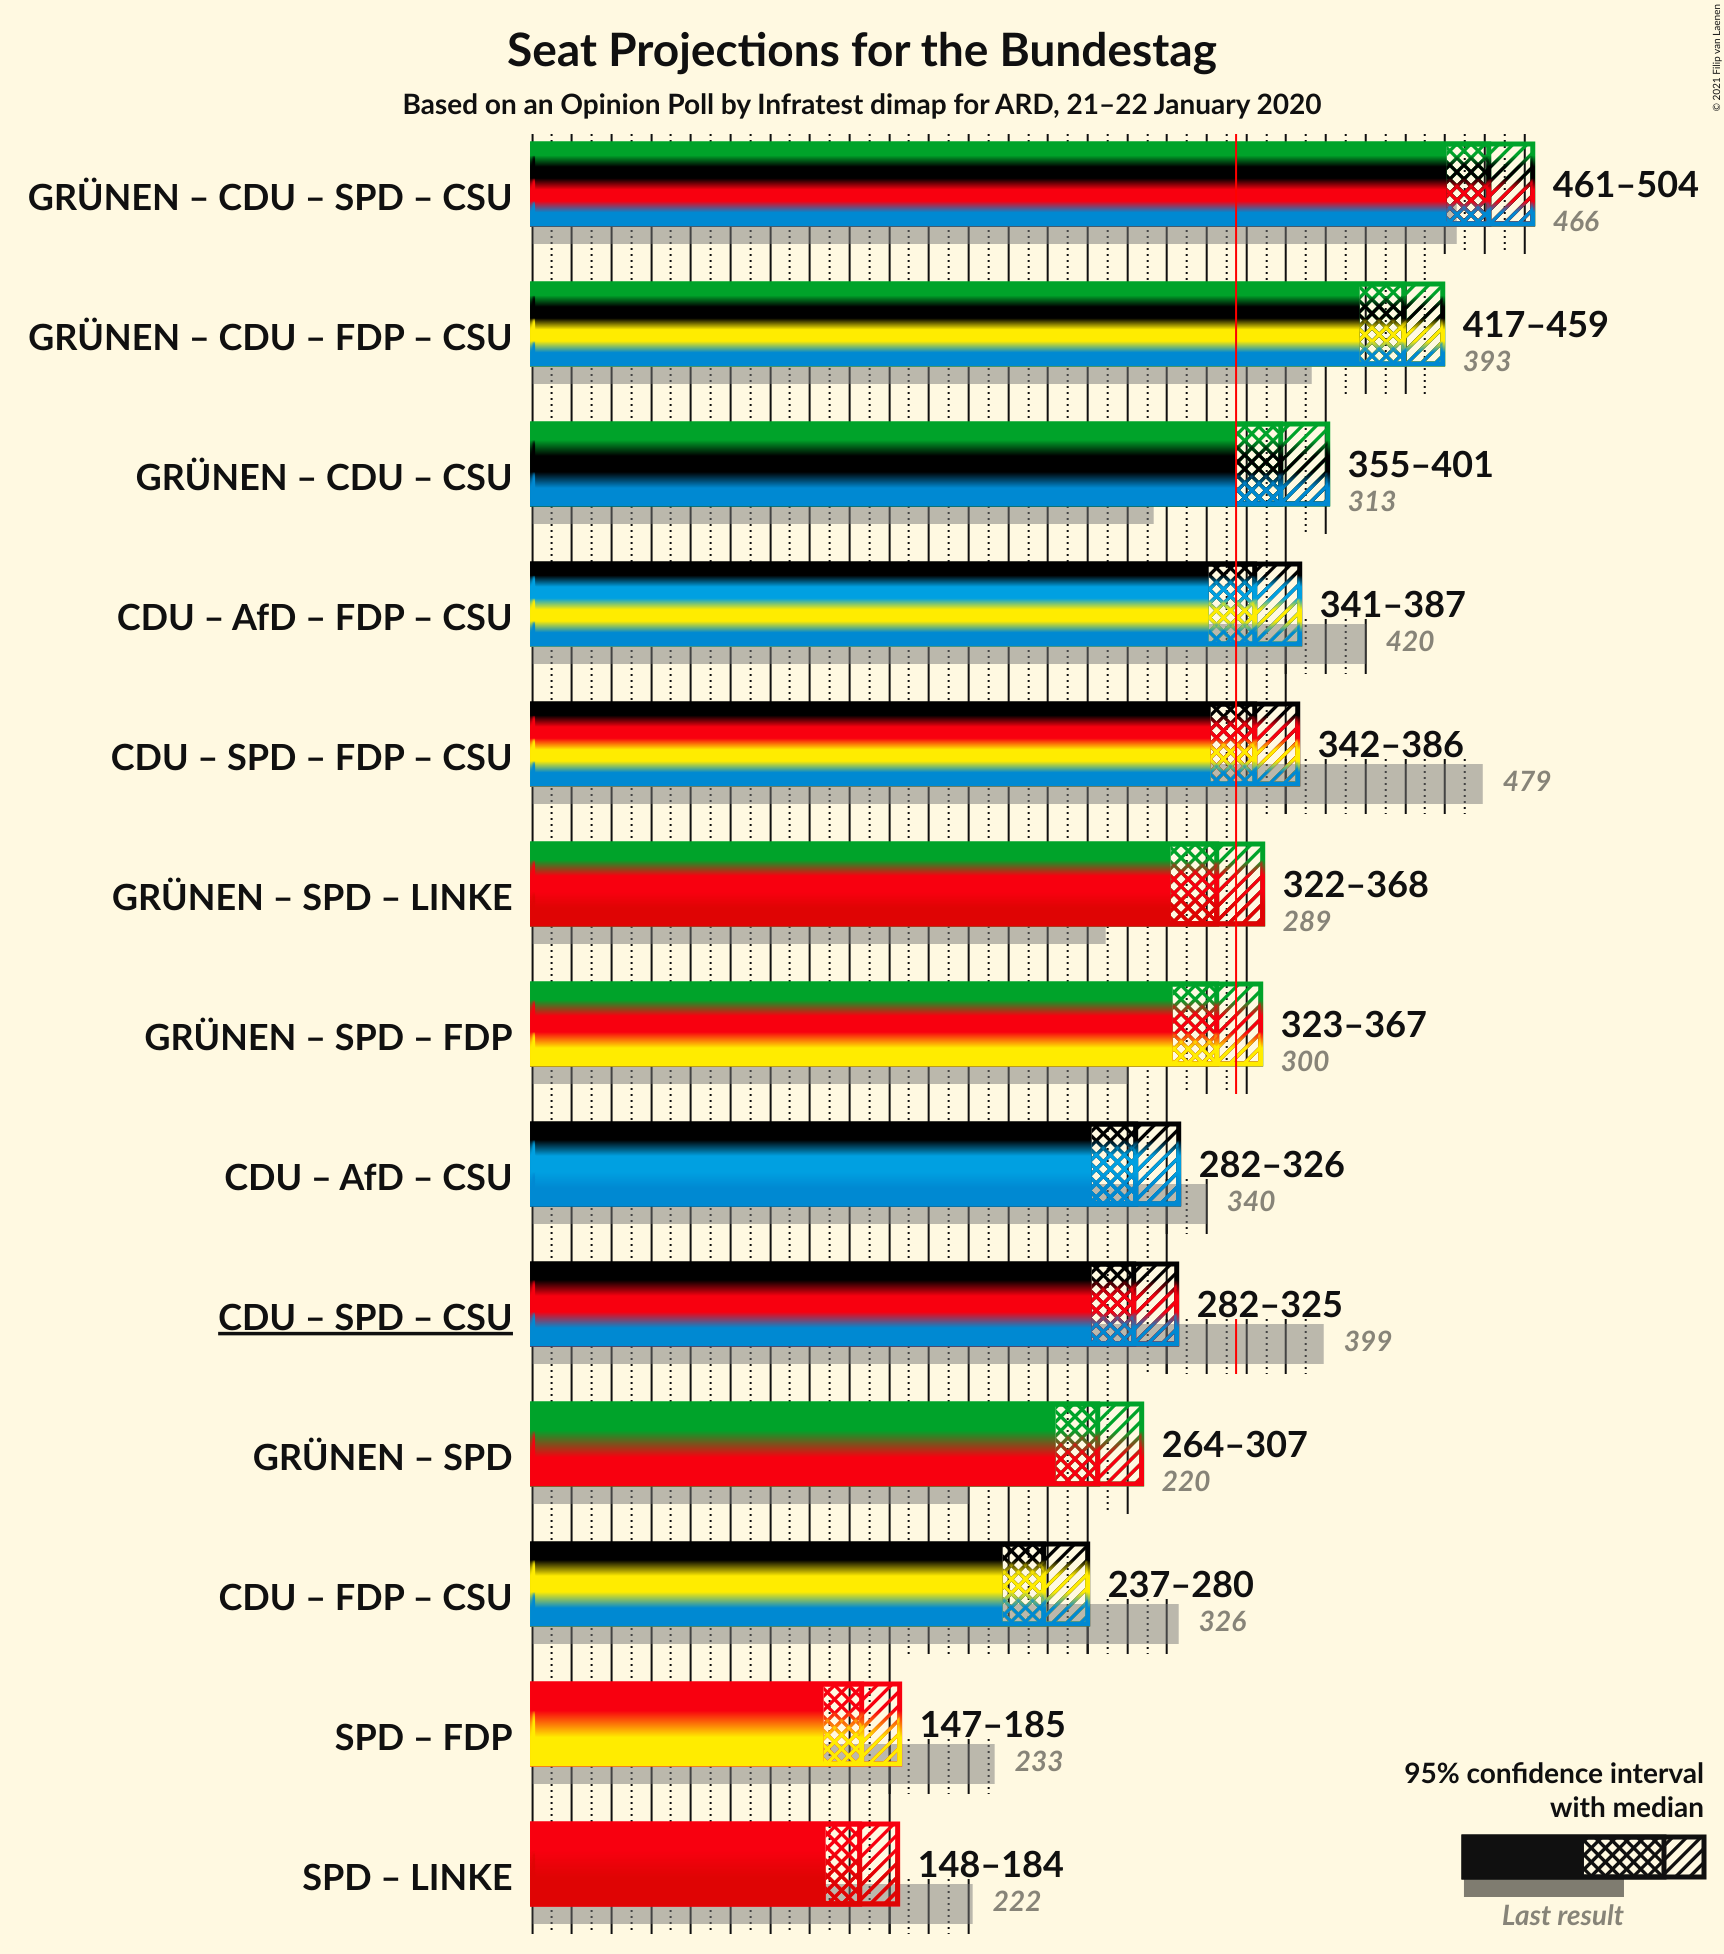 Seat Projections for the Bundestag
Based on an Opinion Poll by Infratest dimap for ARD, 21–22 January 2020
© 2021 Filip van Laenen
GRÜNEN – CDU – SPD – CSU
461–504
466
GRÜNEN – CDU – FDP – CSU
417–459
393
GRÜNEN – CDU – CSU
355–401
313
CDU – AfD – FDP – CSU
341–387
420
CDU – SPD – FDP – CSU
342–386
479
GRÜNEN – SPD – LINKE
322–368
289
GRÜNEN – SPD – FDP
323–367
300
CDU – AfD – CSU
282–326
340
CDU – SPD – CSU
282–325
399
GRÜNEN – SPD
264–307
220
CDU – FDP – CSU
237–280
326
SPD – FDP
147–185
233
SPD – LINKE
148–184
222
95% confidence interval
with median
Last result